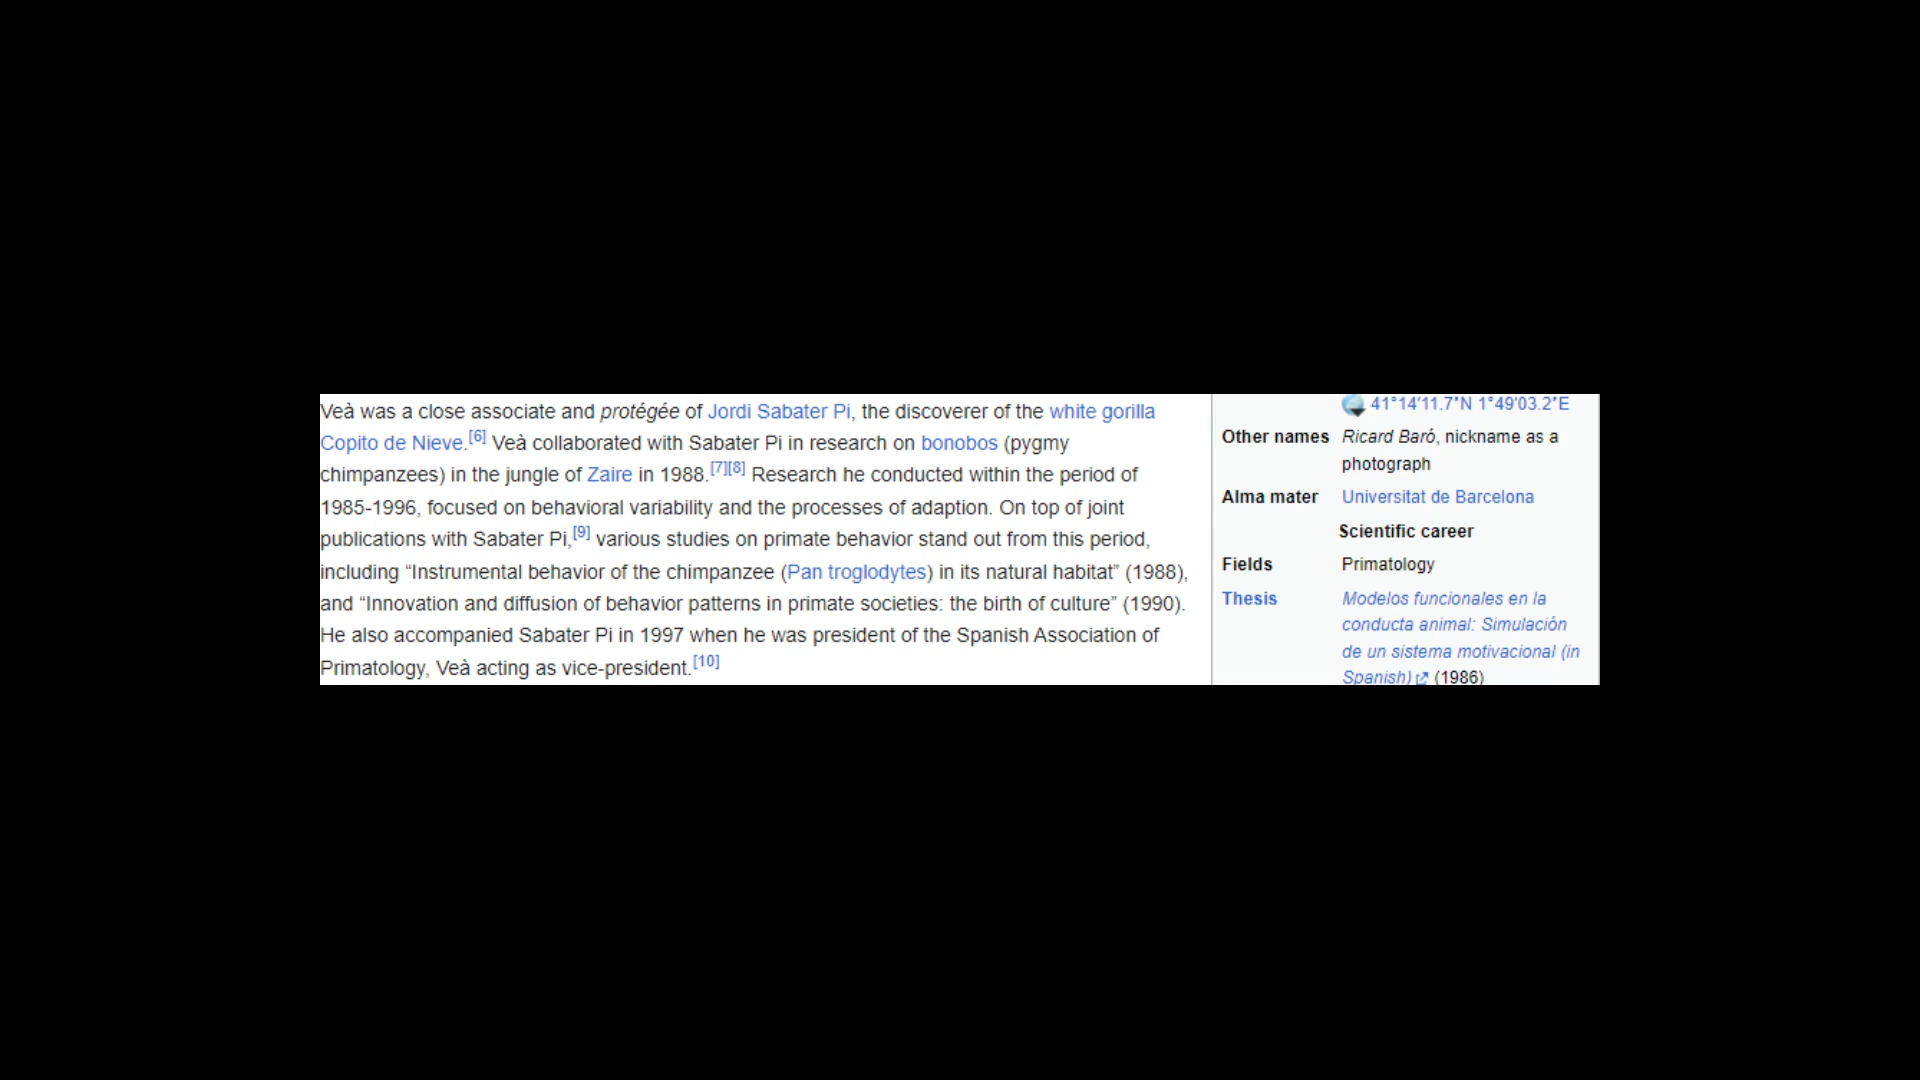 Veà was a close associate and protégée of Jordi Sabater Pi, the discoverer of the white gorilla
Copito de Nieve.[6] Veà collaborated with Sabater Pi in research on bonobos (pygmy
chimpanzees) in the jungle of Zaire in 1988.[7][8] Research he conducted within the period of
1985-1996, focused on behavioral variability and the processes of adaption. On top of joint
publications with Sabater Pi,[9] various studies on primate behavior stand out from this period,
including “Instrumental behavior of the chimpanzee (Pan troglodytes) in its natural habitat” (1988),
and “Innovation and diffusion of behavior patterns in primate societies: the birth of culture” (1990).
He also accompanied Sabater Pi in 1997 when he was president of the Spanish Association of
Primatology, Veà acting as vice-president.[10]
41°14′11.7″N 1°49′03.2″E
Other names Ricard Baró, nickname as a
photograph
Alma mater Universitat de Barcelona
Scientific career
Fields Primatology
Thesis Modelos funcionales en la
conducta animal: Simulación
de un sistema motivacional (in
Spanish) (1986)